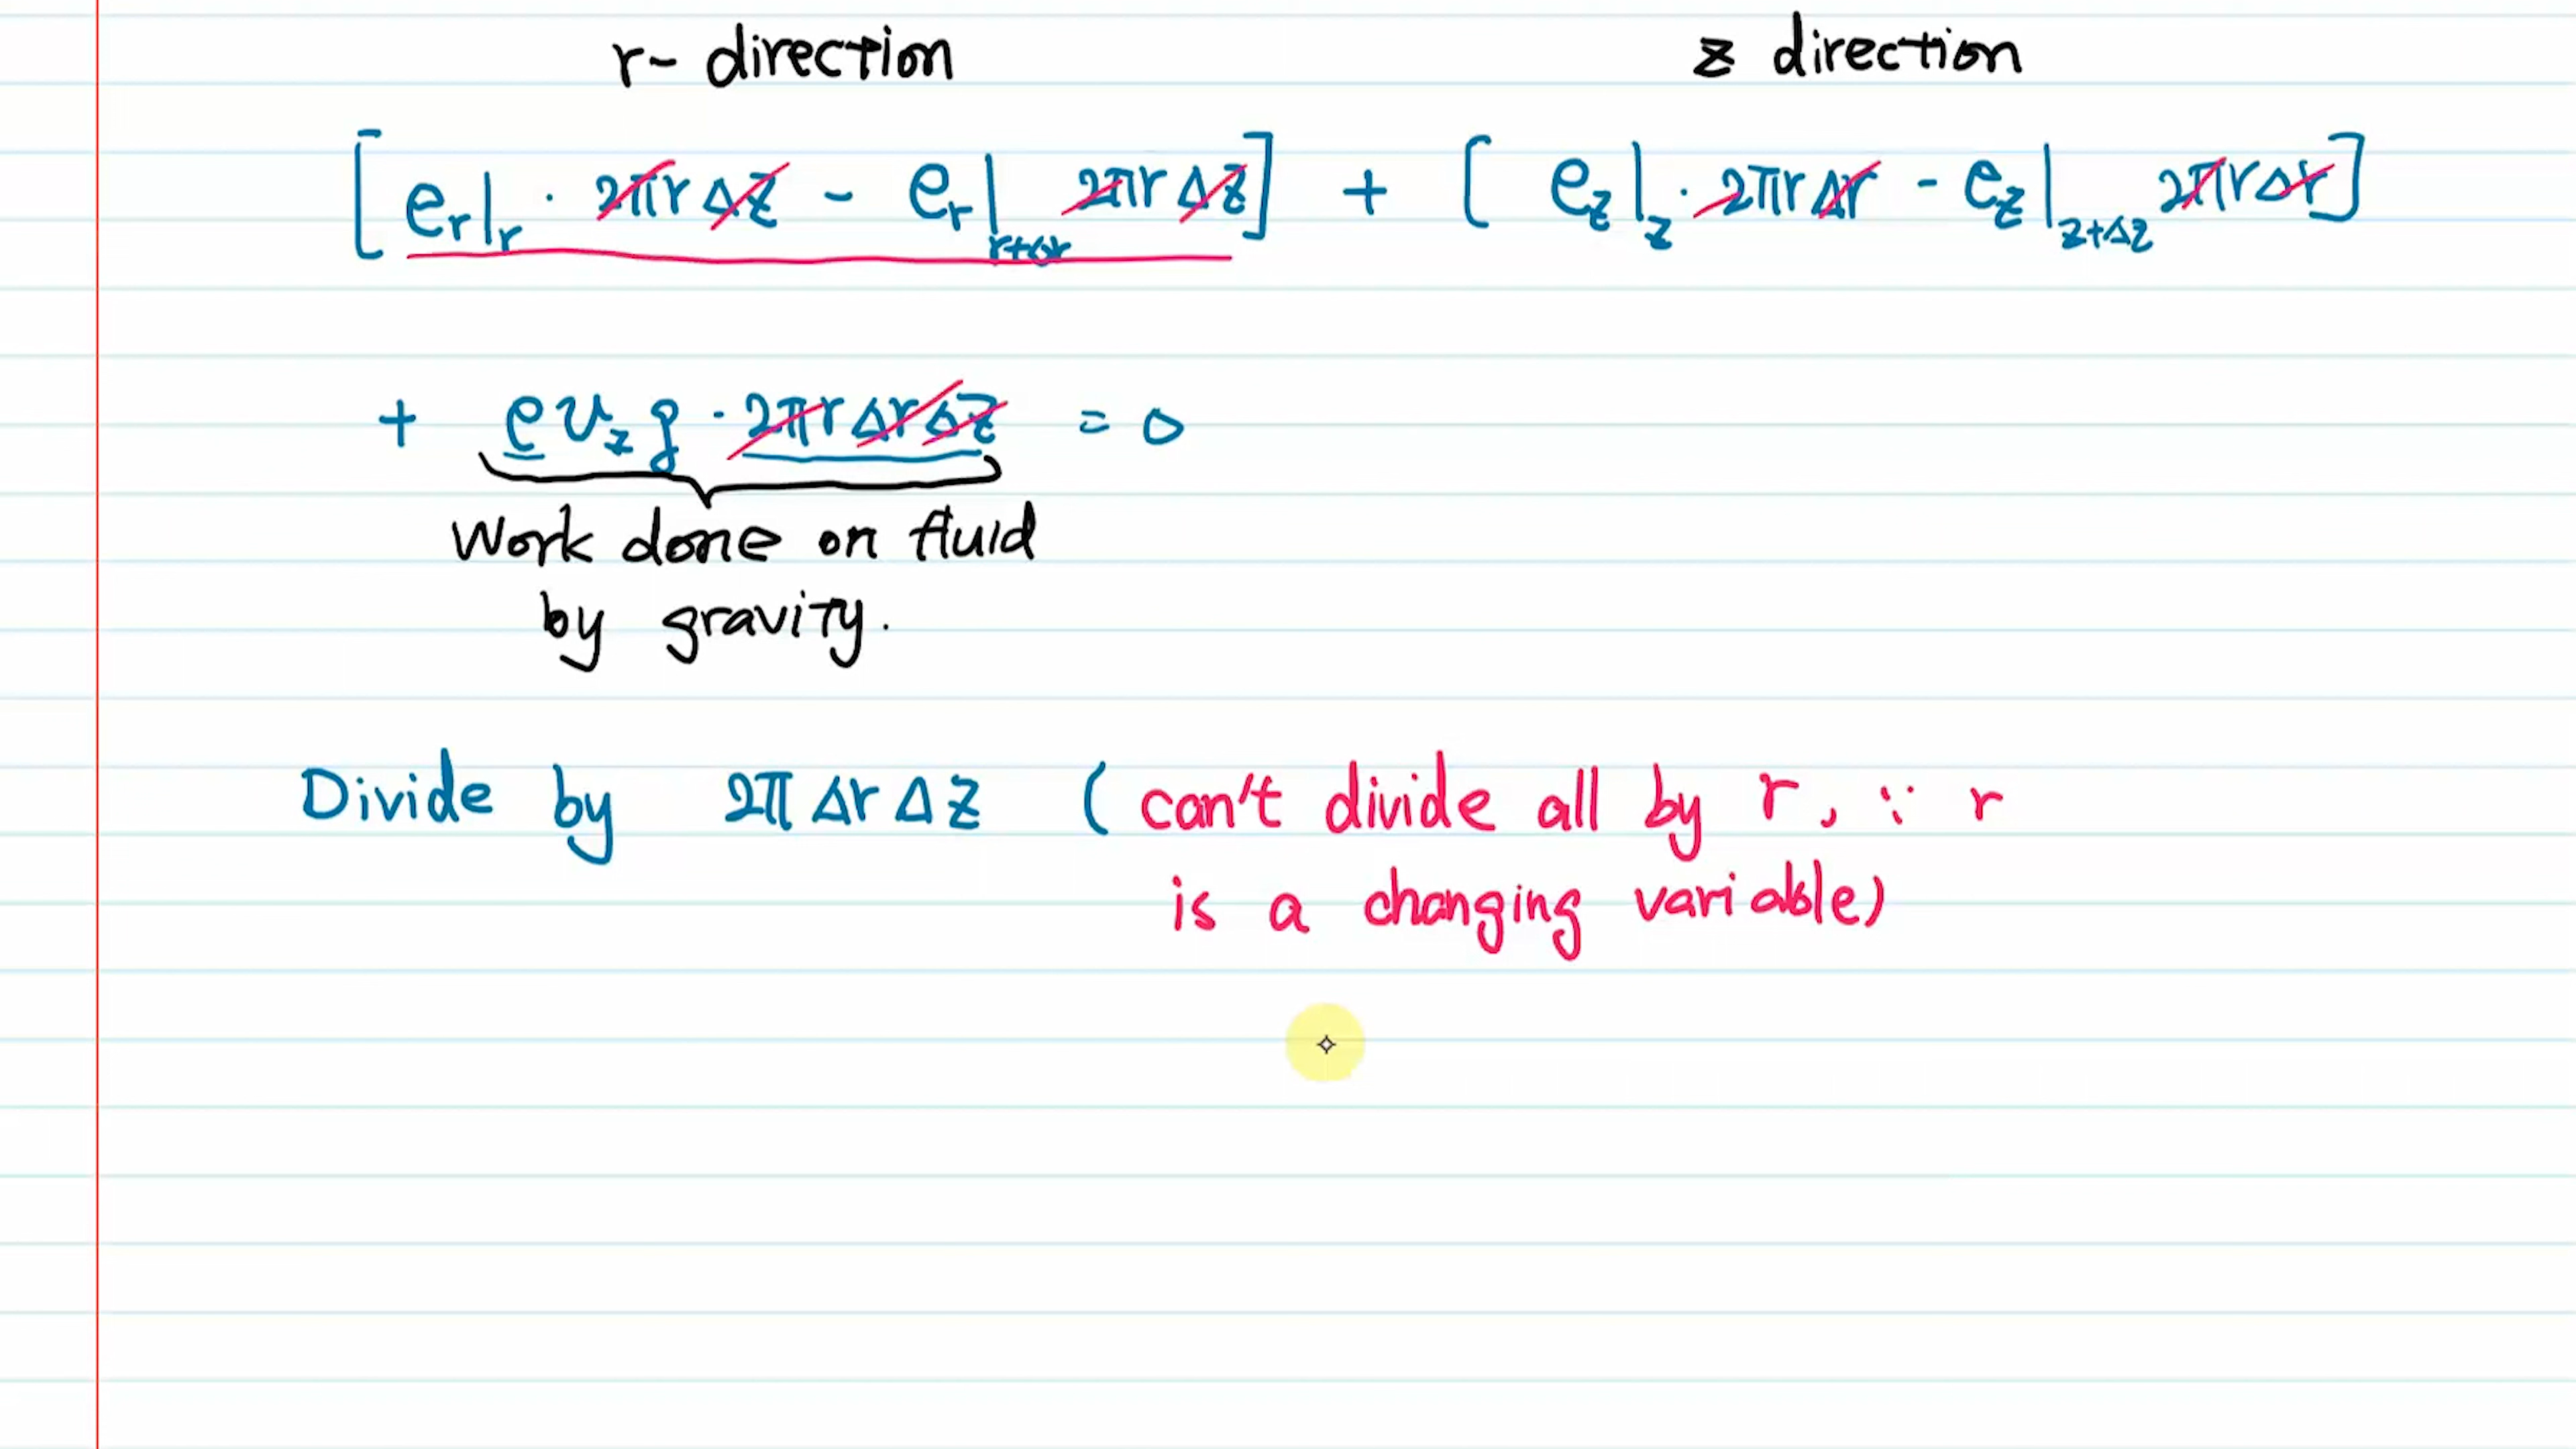 r- direction z direction
[e_r|_r · 2πrΔz - e_r|_{r+Δr} 2πrΔz] + [e_z|_z · 2πrΔr - e_z|_{z+Δz} 2πrΔr]
+ ρv_z g · 2πrΔrΔz = 0
Work done on fluid
by gravity.
Divide by 2πΔrΔz (can't divide all by r, ∵ r
is a changing variable)